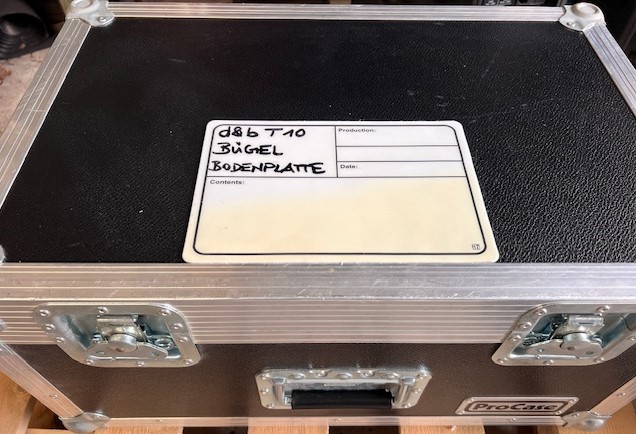 d&b T10
BÜGEL
BODENPLATTE
Production:
Date:
Contents:
ProCase